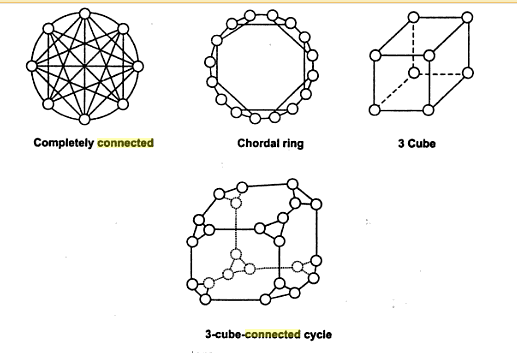 Completely connected
Chordal ring
3 Cube
3-cube-connected cycle